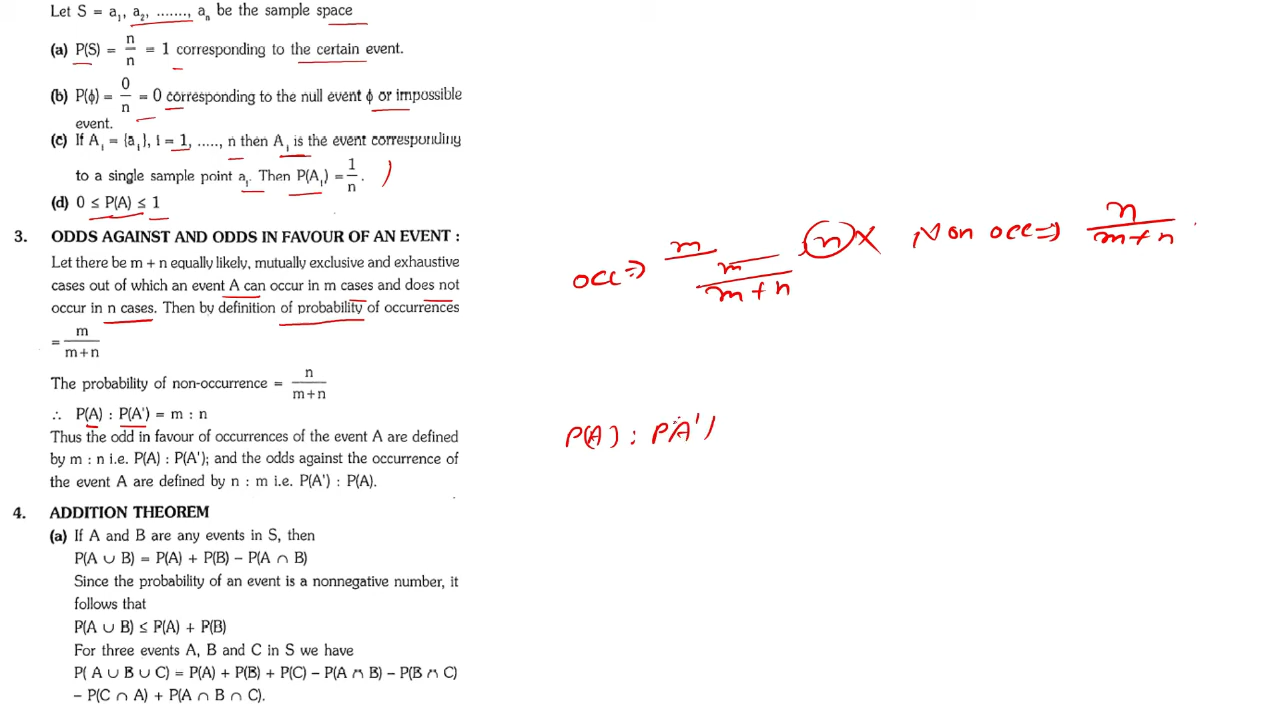 Let S = a₁, a₂, ......., aₙ be the sample space
(a) P(S) = n/n = 1 corresponding to the certain event.
(b) P(ϕ) = 0/n = 0 corresponding to the null event ϕ or impossible
event.
(c) If Aᵢ = {aᵢ}, i = 1, ....., n then Aᵢ is the event corresponding
to a single sample point aᵢ. Then P(Aᵢ) = 1/n.
(d) 0 ≤ P(A) ≤ 1
3. ODDS AGAINST AND ODDS IN FAVOUR OF AN EVENT :
Let there be m + n equally likely, mutually exclusive and exhaustive
cases out of which an event A can occur in m cases and does not
occur in n cases. Then by definition of probability of occurrences
= m/m+n
The probability of non-occurrence = n/m+n
∴ P(A) : P(A') = m : n
Thus the odd in favour of occurrences of the event A are defined
by m : n i.e. P(A) : P(A'); and the odds against the occurrence of
the event A are defined by n : m i.e. P(A') : P(A).
4. ADDITION THEOREM
(a) If A and B are any events in S, then
P(A ∪ B) = P(A) + P(B) − P(A ∩ B)
Since the probability of an event is a nonnegative number, it
follows that
P(A ∪ B) ≤ P(A) + P(B)
For three events A, B and C in S we have
P( A ∪ B ∪ C) = P(A) + P(B) + P(C) − P(A ∩ B) − P(B ∩ C)
− P(C ∩ A) + P(A ∩ B ∩ C).
m n X
occ ⇒ m/m+n
Non occ ⇒ n/m+n
P(A) : P(A')